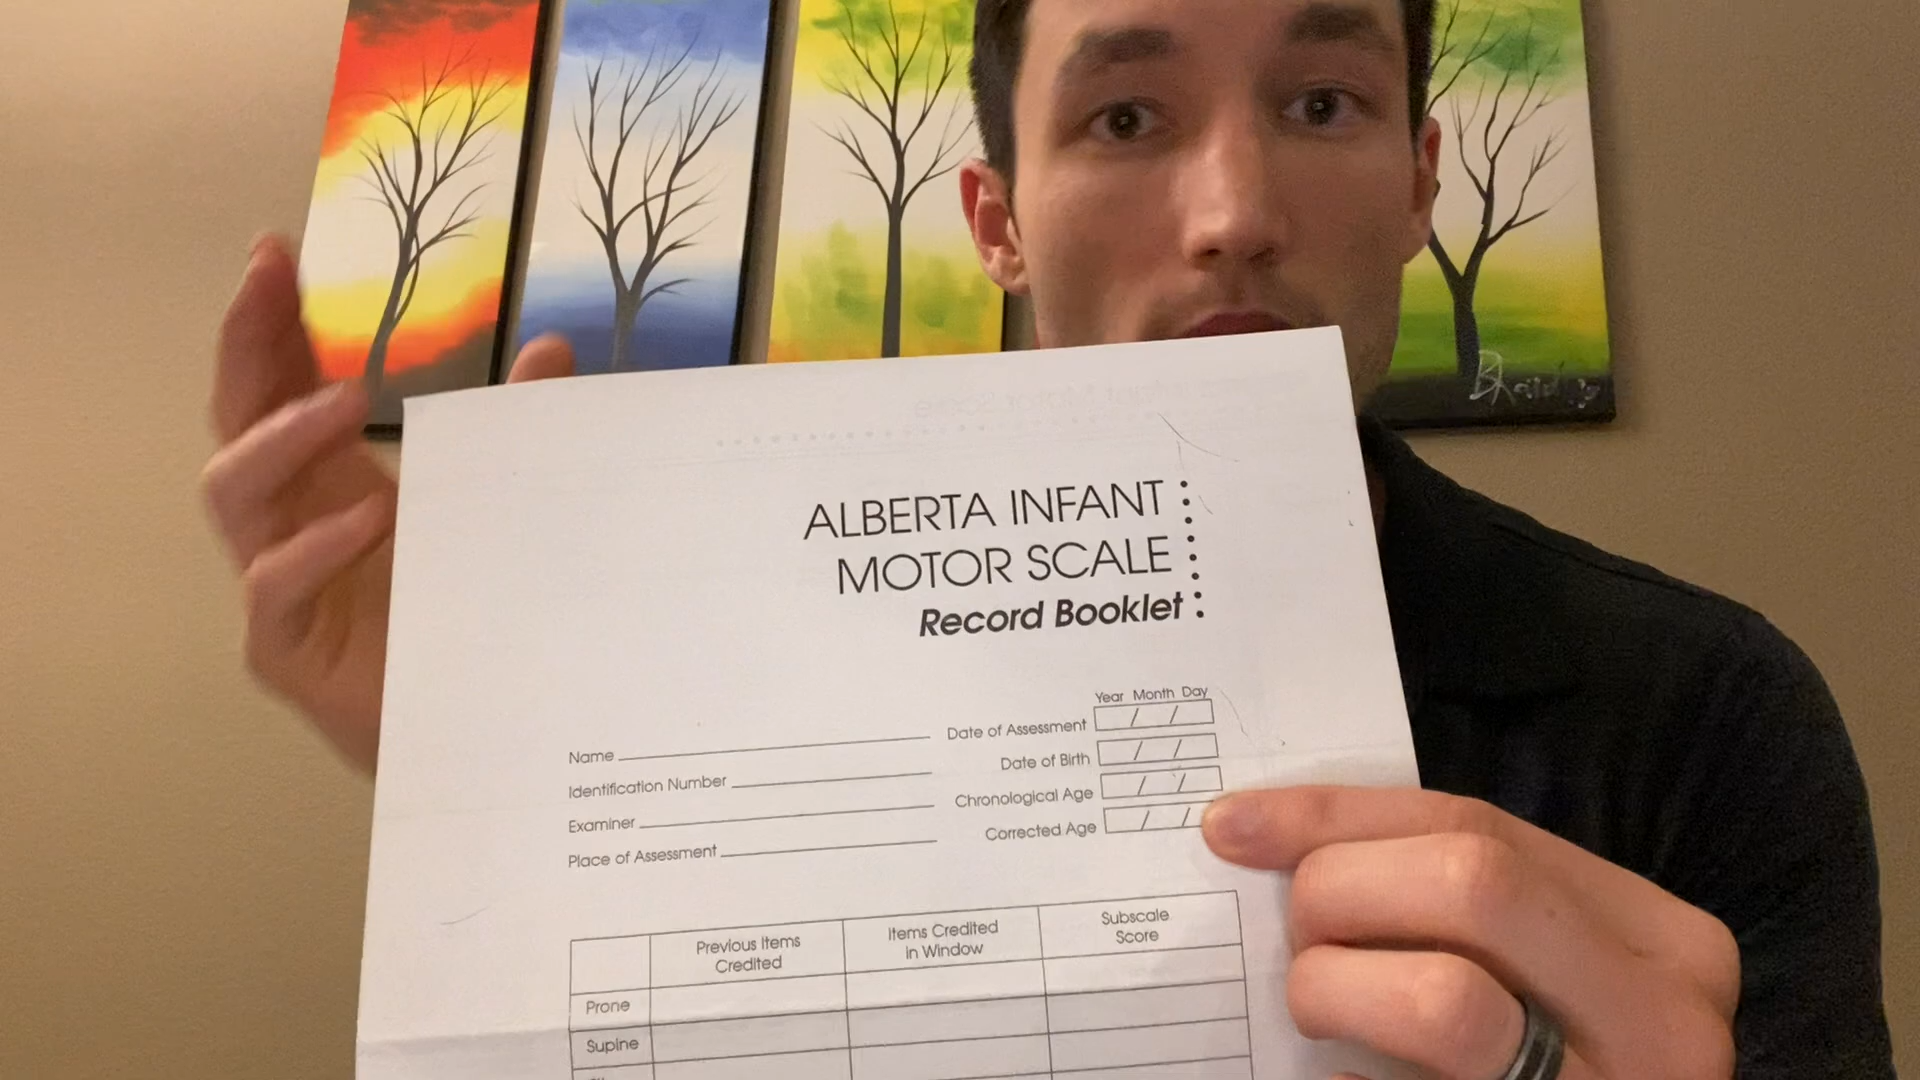 ALBERTA INFANT
MOTOR SCALE
Record Booklet
Year Month Day
Name
Date of Assessment / /
Identification Number
Date of Birth / /
Examiner
Chronological Age / /
Place of Assessment
Corrected Age / /
Previous Items Credited
Items Credited in Window
Subscale Score
Prone
Supine